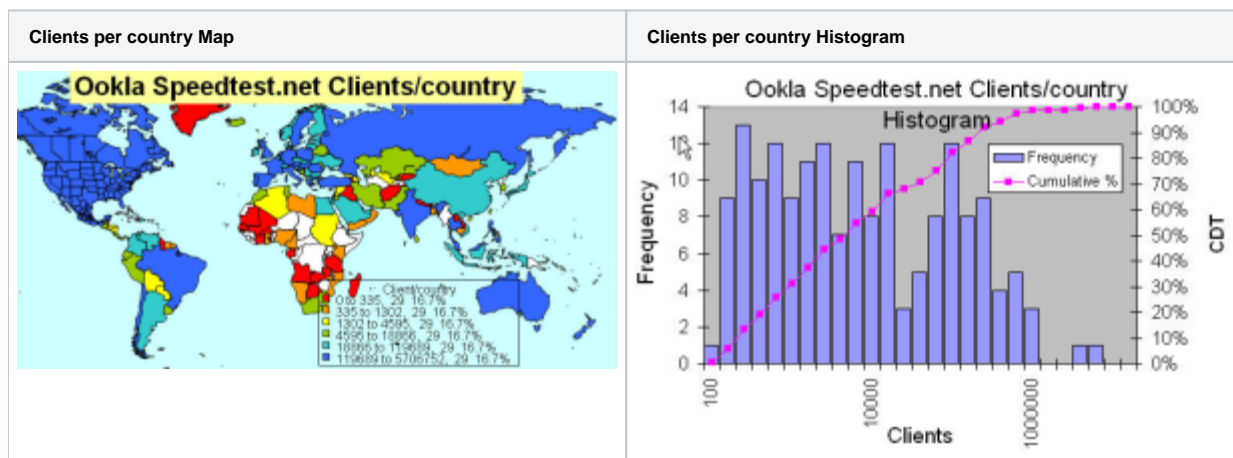 Clients per country Map
Clients per country Histogram
Ookla Speedtest.net Clients/country
Client/country
0 to 335, 29 16.7%
335 to 1302, 29 16.7%
1302 to 4595, 29 16.7%
4595 to 18866, 29 16.7%
18866 to 119689, 29 16.7%
119689 to 5706752, 29 16.7%
Ookla Speedtest.net Clients/country
Histogram
Frequency
Cumulative %
Frequency
14
12
10
8
6
4
2
0
100%
90%
80%
70%
60%
50%
40%
30%
20%
10%
0%
CDT
100
10000
1000000
Clients